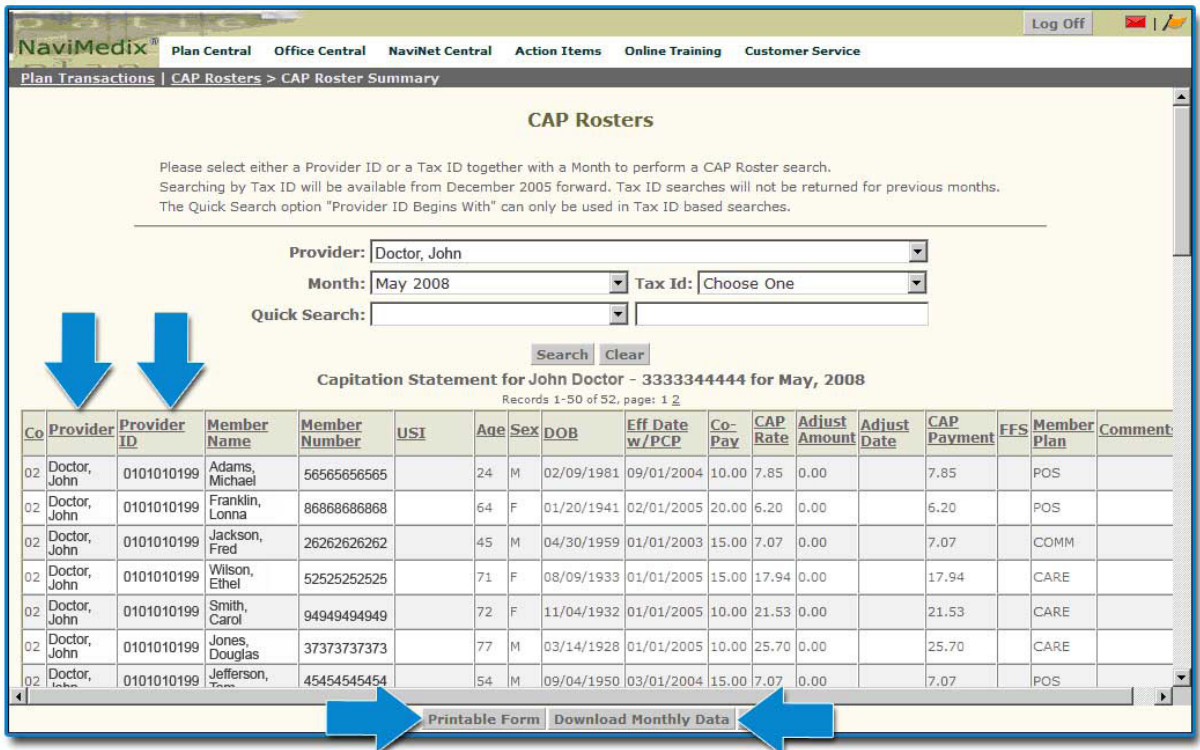 Log Off
NaviMedix®
Plan Central Office Central NaviNet Central Action Items Online Training Customer Service
Plan Transactions | CAP Rosters > CAP Roster Summary
CAP Rosters
Please select either a Provider ID or a Tax ID together with a Month to perform a CAP Roster search.
Searching by Tax ID will be available from December 2005 forward. Tax ID searches will not be returned for previous months.
The Quick Search option "Provider ID Begins With" can only be used in Tax ID based searches.
Provider: Doctor, John
Month: May 2008 Tax Id: Choose One
Quick Search:
Search Clear
Capitation Statement for John Doctor - 3333344444 for May, 2008
Records 1-50 of 52, page: 1 2
Co Provider Provider ID Member Name Member Number USI Age Sex DOB Eff Date w/PCP Co-Pay CAP Rate Adjust Amount Adjust Date CAP Payment FFS Member Plan Comment
02 Doctor, John 0101010199 Adams, Michael 56565656565 24 M 02/09/1981 09/01/2004 10.00 7.85 0.00 7.85 POS
02 Doctor, John 0101010199 Franklin, Lonna 86868686868 64 F 01/20/1941 02/01/2005 20.00 6.20 0.00 6.20 POS
02 Doctor, John 0101010199 Jackson, Fred 26262626262 45 M 04/30/1959 01/01/2003 15.00 7.07 0.00 7.07 COMM
02 Doctor, John 0101010199 Wilson, Ethel 52525252525 71 F 08/09/1933 01/01/2005 15.00 17.94 0.00 17.94 CARE
02 Doctor, John 0101010199 Smith, Carol 94949494949 72 F 11/04/1932 01/01/2005 10.00 21.53 0.00 21.53 CARE
02 Doctor, John 0101010199 Jones, Douglas 37373737373 77 M 03/14/1928 01/01/2005 10.00 25.70 0.00 25.70 CARE
02 Doctor, John 0101010199 Jefferson, 45454545454 54 M 09/04/1950 03/01/2004 15.00 7.07 0.00 7.07 POS
Printable Form Download Monthly Data